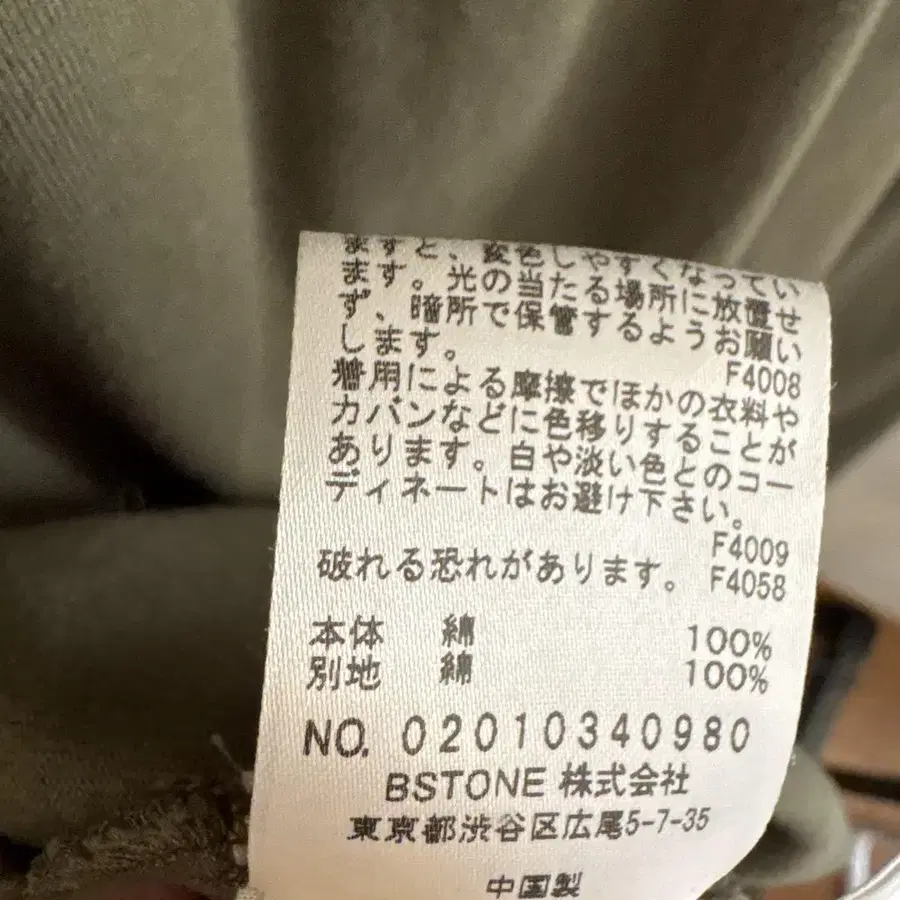 ますと、変色しやすくなってい
ます。光の当たる場所に放置せ
ず、暗所で保管するようお願い
します。
F4008
着用による摩擦でほかの衣料や
カバンなどに色移りすることが
あります。白や淡い色とのコー
ディネートはお避け下さい。
F4009
破れる恐れがあります。 F4058
本体 綿 100%
別地 綿 100%
NO. 02010340980
BSTONE 株式会社
東京都渋谷区広尾5-7-35
中国製